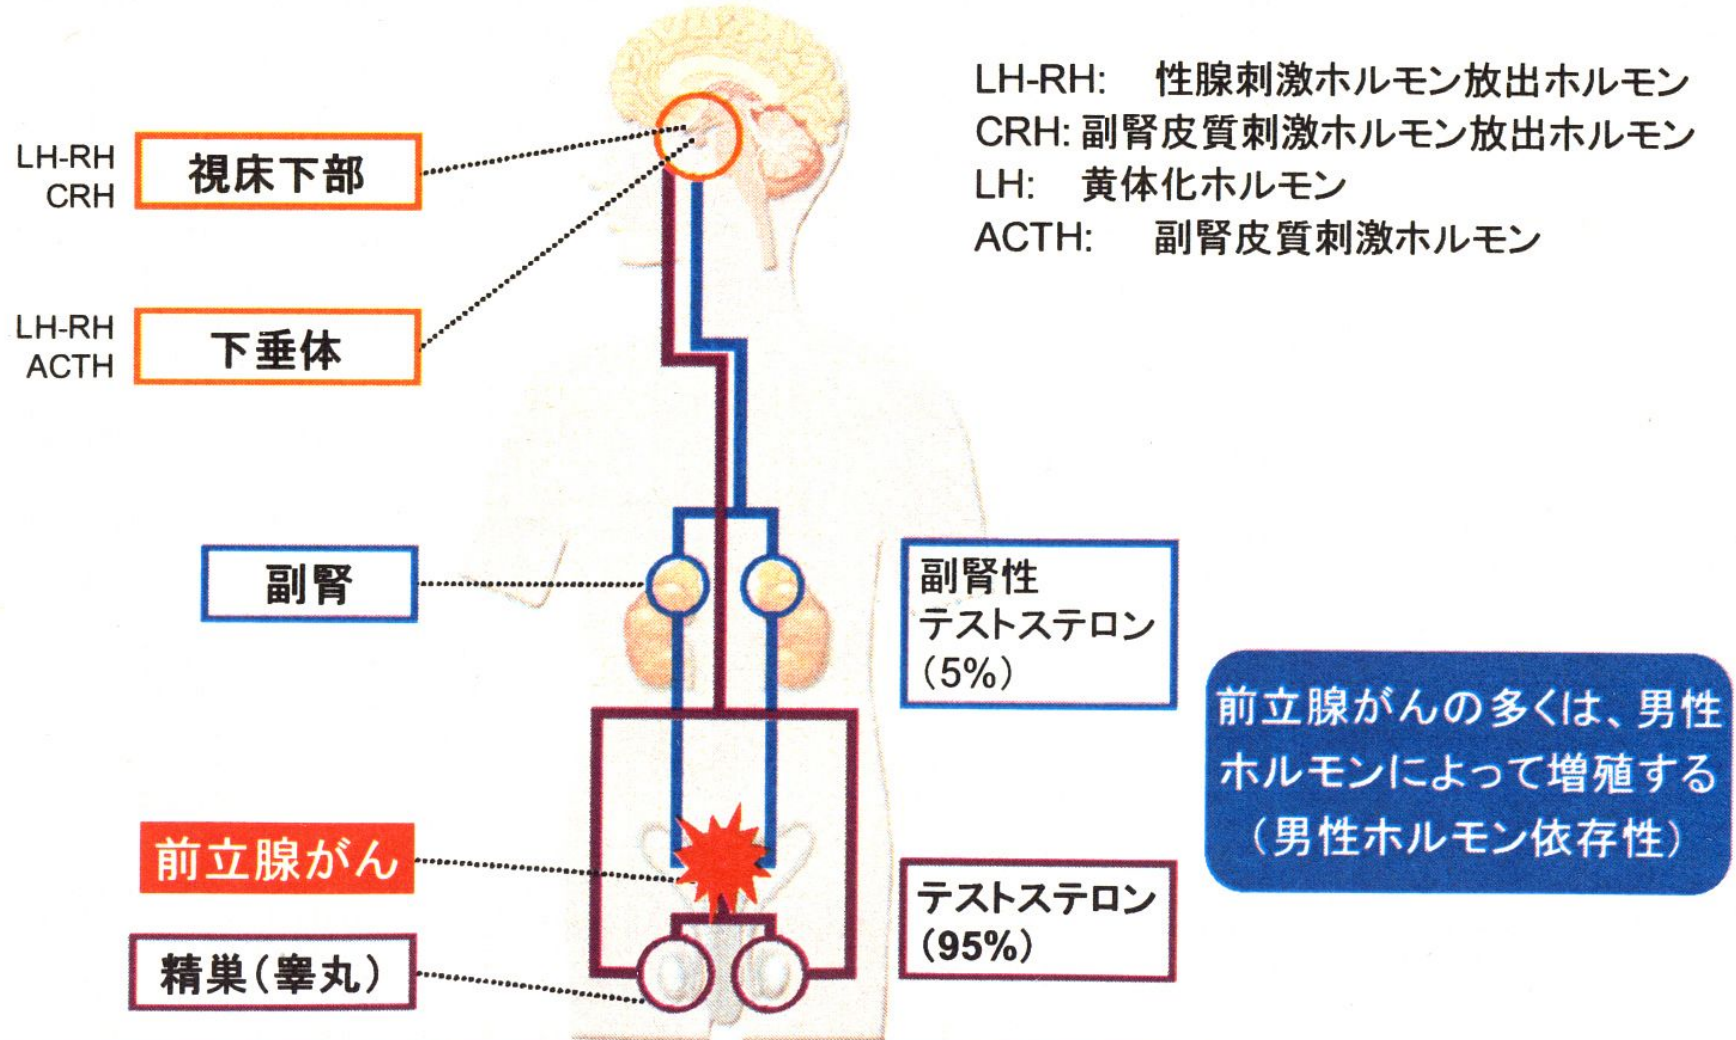 LH-RH: 性腺刺激ホルモン放出ホルモン
CRH: 副腎皮質刺激ホルモン放出ホルモン
LH: 黄体化ホルモン
ACTH: 副腎皮質刺激ホルモン
LH-RH
CRH
視床下部
LH-RH
ACTH
下垂体
副腎
副腎性
テストステロン
（5%）
前立腺がんの多くは、男性
ホルモンによって増殖する
（男性ホルモン依存性）
前立腺がん
テストステロン
（95%）
精巣（睾丸）